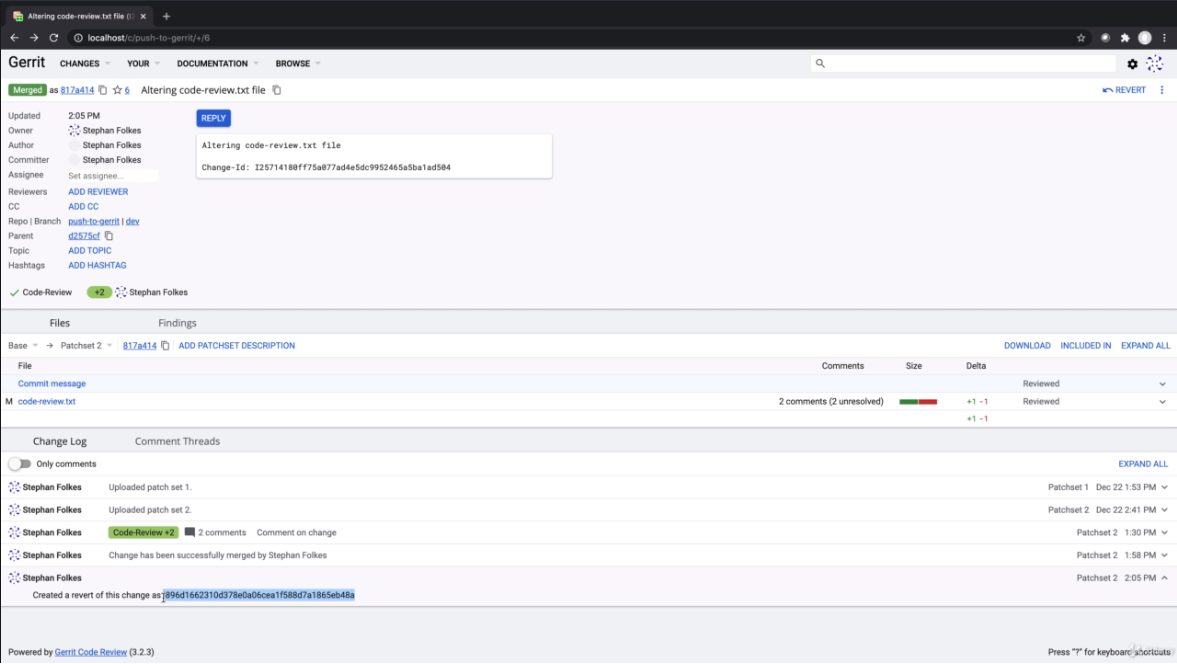 Altering code-review.txt file (
localhost/c/push-to-gerrit/+/6
Gerrit CHANGES YOUR DOCUMENTATION BROWSE
Merged as 817a414 6 Altering code-review.txt file REVERT
Updated 2:05 PM
Owner Stephan Folkes
Author Stephan Folkes
Committer Stephan Folkes
Assignee Set assignee...
Reviewers ADD REVIEWER
CC ADD CC
Repo | Branch push-to-gerrit | dev
Parent d2575cf
Topic ADD TOPIC
Hashtags ADD HASHTAG
REPLY
Altering code-review.txt file
Change-Id: I25714180ff75a077ad4e5dc9952465a5ba1ad504
Code-Review +2 Stephan Folkes
Files Findings
Base → Patchset 2 817a414 ADD PATCHSET DESCRIPTION DOWNLOAD INCLUDED IN EXPAND ALL
File Comments Size Delta
Commit message Reviewed
M code-review.txt 2 comments (2 unresolved) +1 -1 Reviewed
+1 -1
Change Log Comment Threads
Only comments EXPAND ALL
Stephan Folkes Uploaded patch set 1. Patchset 1 Dec 22 1:53 PM
Stephan Folkes Uploaded patch set 2. Patchset 2 Dec 22 2:41 PM
Stephan Folkes Code-Review +2 2 comments Comment on change Patchset 2 1:30 PM
Stephan Folkes Change has been successfully merged by Stephan Folkes Patchset 2 1:58 PM
Stephan Folkes Patchset 2 2:05 PM
Created a revert of this change as I896d1662310d378e0a06cea1f588d7a1865eb48a
Powered by Gerrit Code Review (3.2.3) Press "?" for keyboard shortcuts